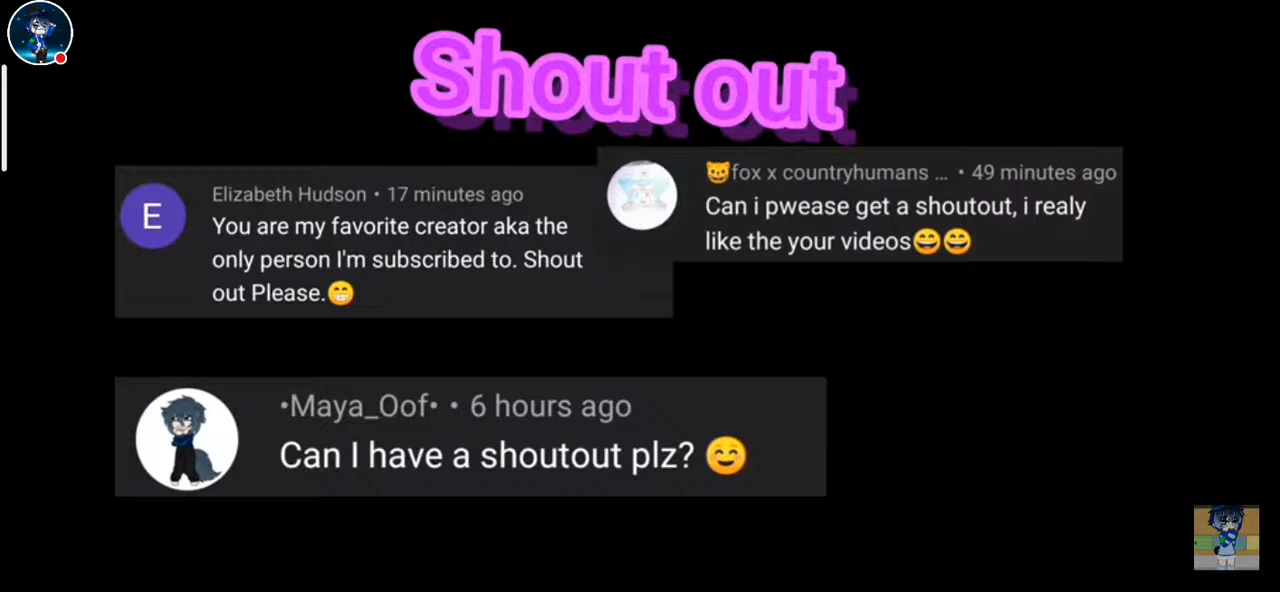 Shout out
Elizabeth Hudson • 17 minutes ago
You are my favorite creator aka the
only person I'm subscribed to. Shout
out Please.😁
😺fox x countryhumans ... • 49 minutes ago
Can i pwease get a shoutout, i realy
like the your videos😄😄
E
•Maya_Oof• • 6 hours ago
Can I have a shoutout plz? ☺️